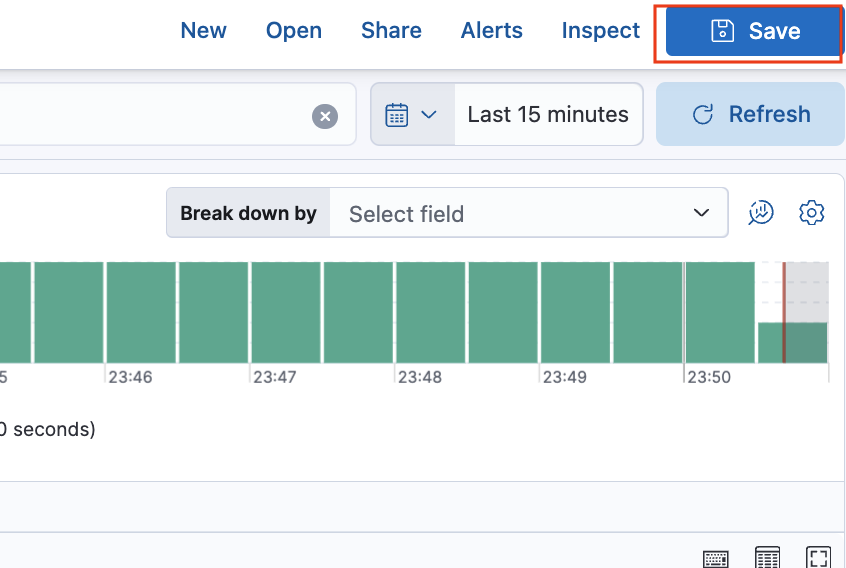 New Open Share Alerts Inspect Save
Last 15 minutes Refresh
Break down by Select field
5 23:46 23:47 23:48 23:49 23:50
0 seconds)